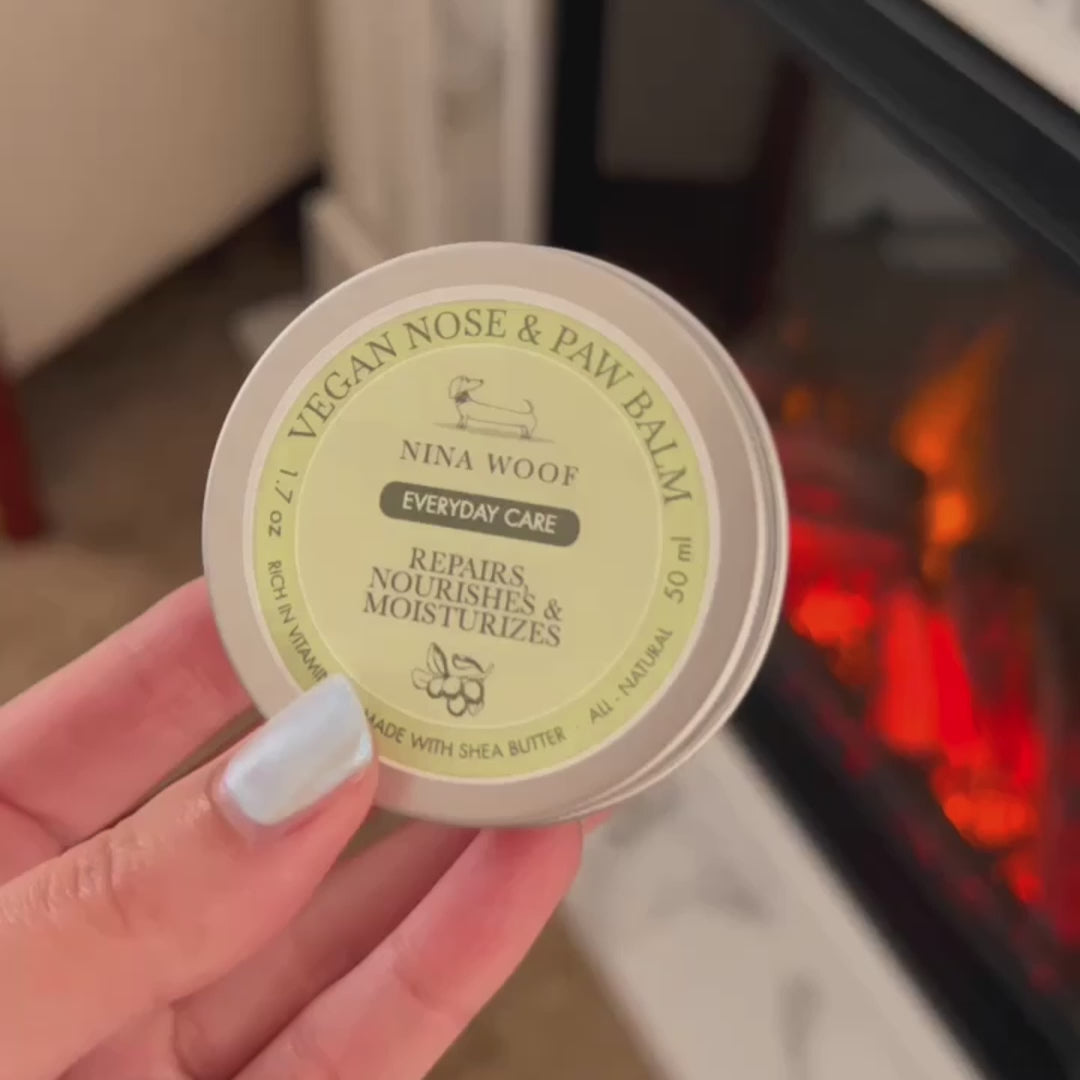 VEGAN NOSE & PAW BALM
NINA WOOF
EVERYDAY CARE
REPAIRS,
NOURISHES &
MOISTURIZES
1.7 oz
50 ml
RICH IN VITAMIN
MADE WITH SHEA BUTTER · ALL - NATURAL